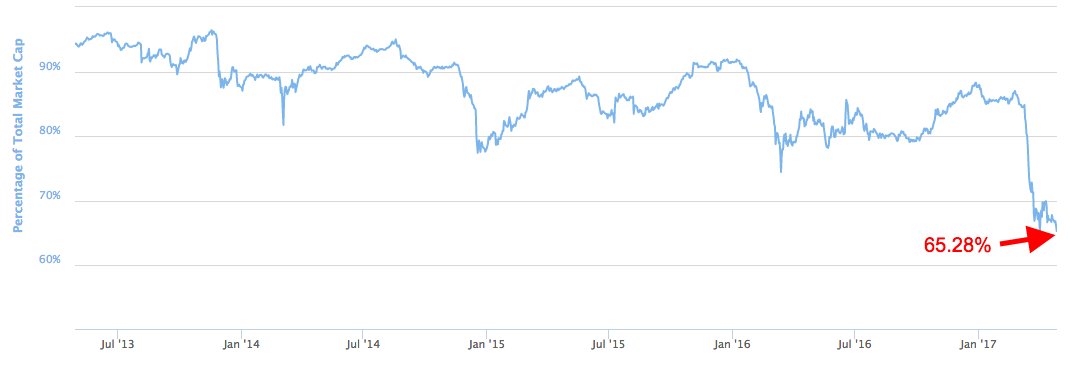 Percentage of Total Market Cap
90%
80%
70%
60%
65.28%
Jul '13
Jan '14
Jul '14
Jan '15
Jul '15
Jan '16
Jul '16
Jan '17